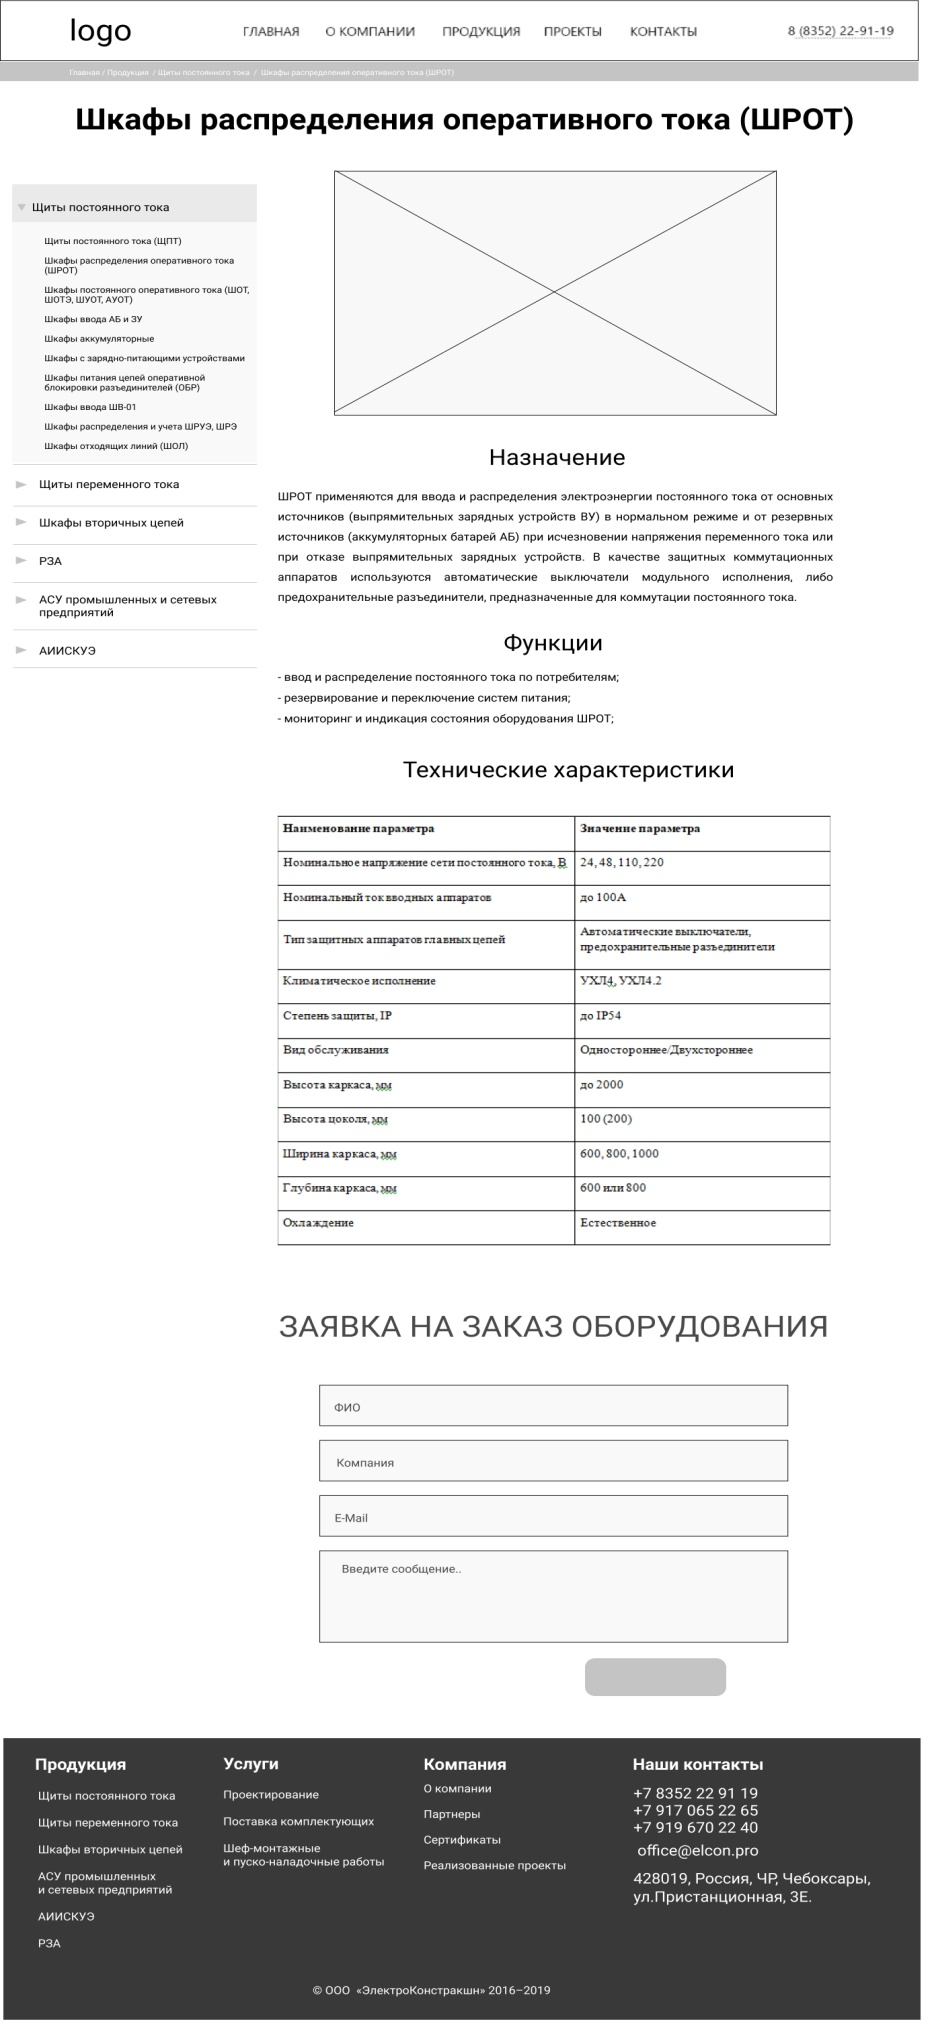 logo
ГЛАВНАЯ О КОМПАНИИ ПРОДУКЦИЯ ПРОЕКТЫ КОНТАКТЫ
8 (8352) 22-91-19
Главная / Продукция / Щиты постоянного тока / Шкафы распределения оперативного тока (ШРОТ)
Шкафы распределения оперативного тока (ШРОТ)
Щиты постоянного тока
Щиты постоянного тока (ЩПТ)
Шкафы распределения оперативного тока
(ШРОТ)
Шкафы постоянного оперативного тока (ШОТ,
ШОТЭ, ШУОТ, АУОТ)
Шкафы ввода АБ и ЗУ
Шкафы аккумуляторные
Шкафы с зарядно-питающими устройствами
Шкафы питания цепей оперативной
блокировки разъединителей (ОБР)
Шкафы ввода ШВ-01
Шкафы распределения и учета ШРУЭ, ШРЭ
Шкафы отходящих линий (ШОЛ)
Щиты переменного тока
Шкафы вторичных цепей
РЗА
АСУ промышленных и сетевых
предприятий
АИИСКУЭ
Назначение
ШРОТ применяются для ввода и распределения электроэнергии постоянного тока от основных
источников (выпрямительных зарядных устройств ВУ) в нормальном режиме и от резервных
источников (аккумуляторных батарей АБ) при исчезновении напряжения переменного тока или
при отказе выпрямительных зарядных устройств. В качестве защитных коммутационных
аппаратов используются автоматические выключатели модульного исполнения, либо
предохранительные разъединители, предназначенные для коммутации постоянного тока.
Функции
- ввод и распределение постоянного тока по потребителям;
- резервирование и переключение систем питания;
- мониторинг и индикация состояния оборудования ШРОТ;
Технические характеристики
Наименование параметра Значение параметра
Номинальное напряжение сети постоянного тока, В 24, 48, 110, 220
Номинальный ток вводных аппаратов до 100А
Тип защитных аппаратов главных цепей Автоматические выключатели,
предохранительные разъединители
Климатическое исполнение УХЛ4, УХЛ4.2
Степень защиты, IP до IP54
Вид обслуживания Одностороннее/Двухстороннее
Высота каркаса, мм до 2000
Высота цоколя, мм 100 (200)
Ширина каркаса, мм 600, 800, 1000
Глубина каркаса, мм 600 или 800
Охлаждение Естественное
ЗАЯВКА НА ЗАКАЗ ОБОРУДОВАНИЯ
ФИО
Компания
E-Mail
Введите сообщение..
Продукция
Щиты постоянного тока
Щиты переменного тока
Шкафы вторичных цепей
АСУ промышленных
и сетевых предприятий
АИИСКУЭ
РЗА
Услуги
Проектирование
Поставка комплектующих
Шеф-монтажные
и пуско-наладочные работы
Компания
О компании
Партнеры
Сертификаты
Реализованные проекты
Наши контакты
+7 8352 22 91 19
+7 917 065 22 65
+7 919 670 22 40
office@elcon.pro
428019, Россия, ЧР, Чебоксары,
ул.Пристанционная, 3Е.
© ООО «ЭлектроКонстракшн» 2016–2019